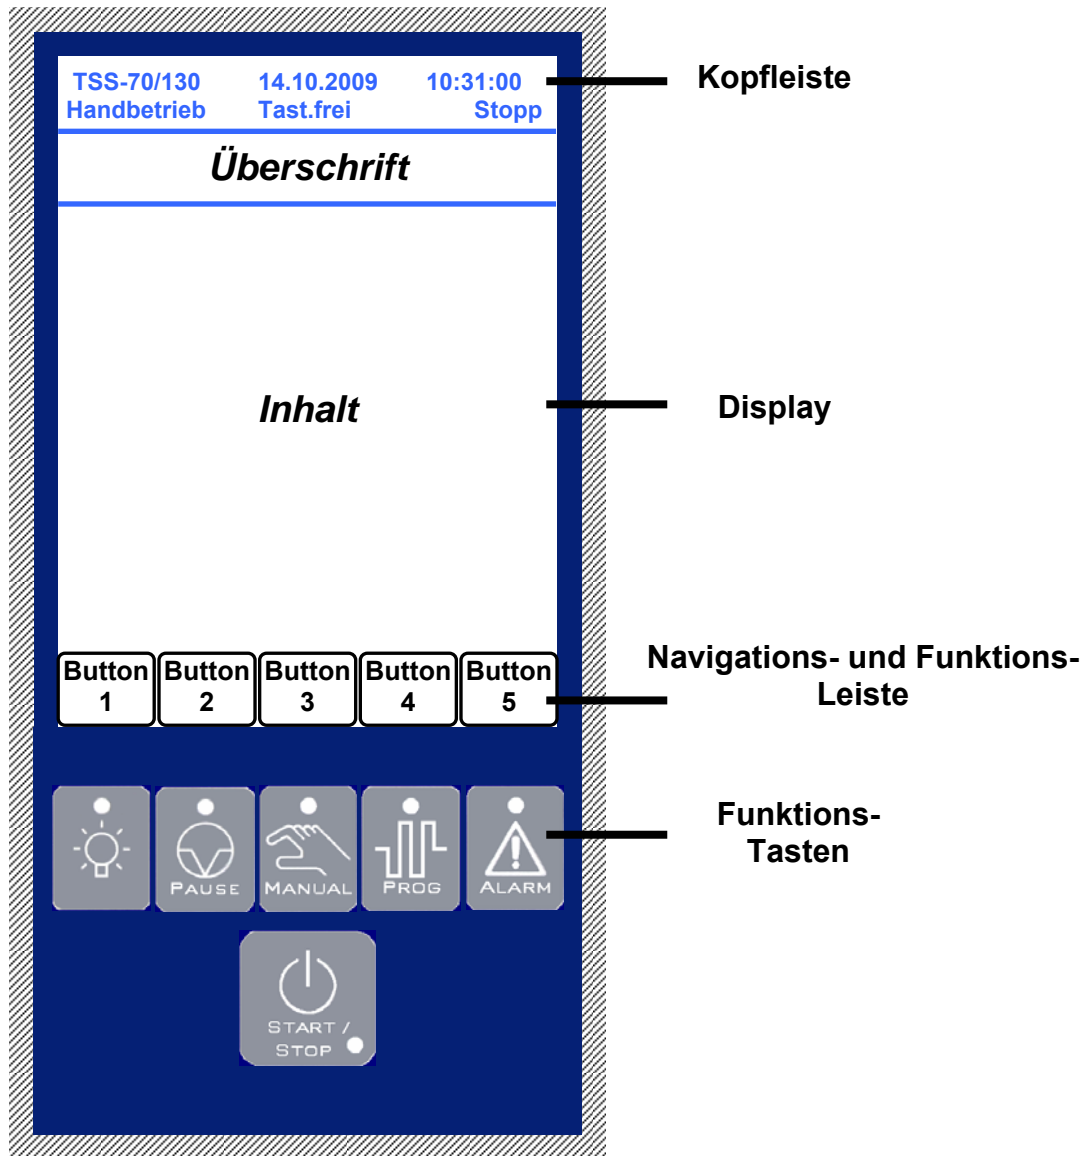 TSS-70/130 14.10.2009 10:31:00
Kopfleiste
Handbetrieb Tast.frei Stopp
Überschrift
Inhalt
Display
Button 1
Button 2
Button 3
Button 4
Button 5
Navigations- und Funktions-
Leiste
PAUSE
MANUAL
PROG
ALARM
Funktions-
Tasten
START /
STOP